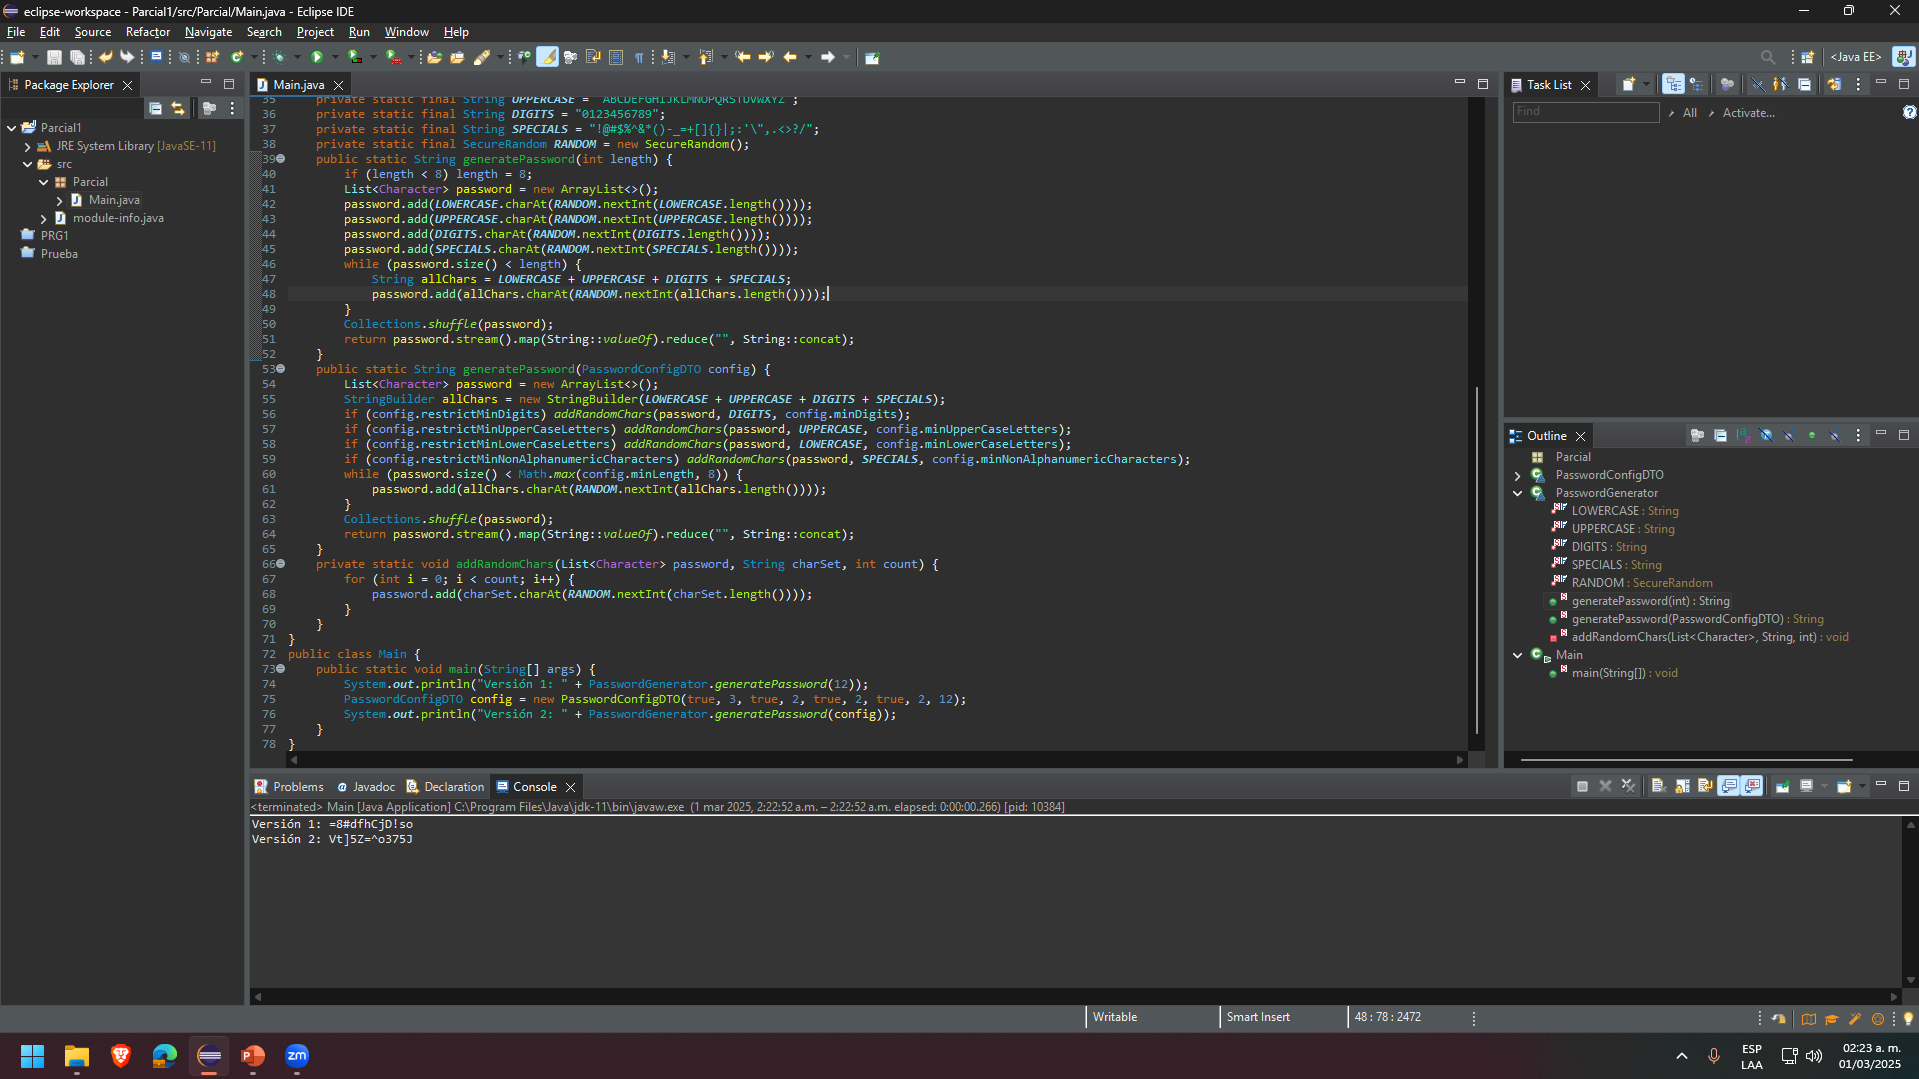 eclipse-workspace - Parcial1/src/Parcial/Main.java - Eclipse IDE
File Edit Source Refactor Navigate Search Project Run Window Help
<Java EE>
Package Explorer
Parcial1
JRE System Library [JavaSE-11]
src
Parcial
Main.java
module-info.java
PRG1
Prueba
Main.java
35 private static final String UPPERCASE = "ABCDEFGHIJKLMNOPQRSTUVWXYZ";
36 private static final String DIGITS = "0123456789";
37 private static final String SPECIALS = "!@#$%^&*()-_=+[]{}|;:'\",.<>?/";
38 private static final SecureRandom RANDOM = new SecureRandom();
39 public static String generatePassword(int length) {
40 if (length < 8) length = 8;
41 List<Character> password = new ArrayList<>();
42 password.add(LOWERCASE.charAt(RANDOM.nextInt(LOWERCASE.length())));
43 password.add(UPPERCASE.charAt(RANDOM.nextInt(UPPERCASE.length())));
44 password.add(DIGITS.charAt(RANDOM.nextInt(DIGITS.length())));
45 password.add(SPECIALS.charAt(RANDOM.nextInt(SPECIALS.length())));
46 while (password.size() < length) {
47 String allChars = LOWERCASE + UPPERCASE + DIGITS + SPECIALS;
48 password.add(allChars.charAt(RANDOM.nextInt(allChars.length())));
49 }
50 Collections.shuffle(password);
51 return password.stream().map(String::valueOf).reduce("", String::concat);
52 }
53 public static String generatePassword(PasswordConfigDTO config) {
54 List<Character> password = new ArrayList<>();
55 StringBuilder allChars = new StringBuilder(LOWERCASE + UPPERCASE + DIGITS + SPECIALS);
56 if (config.restrictMinDigits) addRandomChars(password, DIGITS, config.minDigits);
57 if (config.restrictMinUpperCaseLetters) addRandomChars(password, UPPERCASE, config.minUpperCaseLetters);
58 if (config.restrictMinLowerCaseLetters) addRandomChars(password, LOWERCASE, config.minLowerCaseLetters);
59 if (config.restrictMinNonAlphanumericCharacters) addRandomChars(password, SPECIALS, config.minNonAlphanumericCharacters);
60 while (password.size() < Math.max(config.minLength, 8)) {
61 password.add(allChars.charAt(RANDOM.nextInt(allChars.length())));
62 }
63 Collections.shuffle(password);
64 return password.stream().map(String::valueOf).reduce("", String::concat);
65 }
66 private static void addRandomChars(List<Character> password, String charSet, int count) {
67 for (int i = 0; i < count; i++) {
68 password.add(charSet.charAt(RANDOM.nextInt(charSet.length())));
69 }
70 }
71 }
72 public class Main {
73 public static void main(String[] args) {
74 System.out.println("Versión 1: " + PasswordGenerator.generatePassword(12));
75 PasswordConfigDTO config = new PasswordConfigDTO(true, 3, true, 2, true, 2, true, 2, 12);
76 System.out.println("Versión 2: " + PasswordGenerator.generatePassword(config));
77 }
78 }
Task List
Find
All
Activate...
Outline
Parcial
PasswordConfigDTO
PasswordGenerator
LOWERCASE : String
UPPERCASE : String
DIGITS : String
SPECIALS : String
RANDOM : SecureRandom
generatePassword(int) : String
generatePassword(PasswordConfigDTO) : String
addRandomChars(List<Character>, String, int) : void
Main
main(String[]) : void
Problems Javadoc Declaration Console
<terminated> Main [Java Application] C:\Program Files\Java\jdk-11\bin\javaw.exe (1 mar 2025, 2:22:52 a.m. – 2:22:52 a.m. elapsed: 0:00:00.266) [pid: 10384]
Versión 1: =8#dfhCjD!so
Versión 2: Vt]5Z=^o375J
Writable
Smart Insert
48 : 78 : 2472
zm
ESP
LAA
02:23 a. m.
01/03/2025